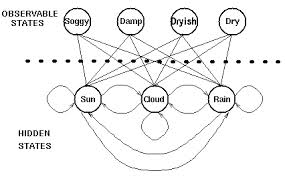 OBSERVABLE
STATES
Soggy Damp Dryish Dry
Sun Cloud Rain
HIDDEN
STATES